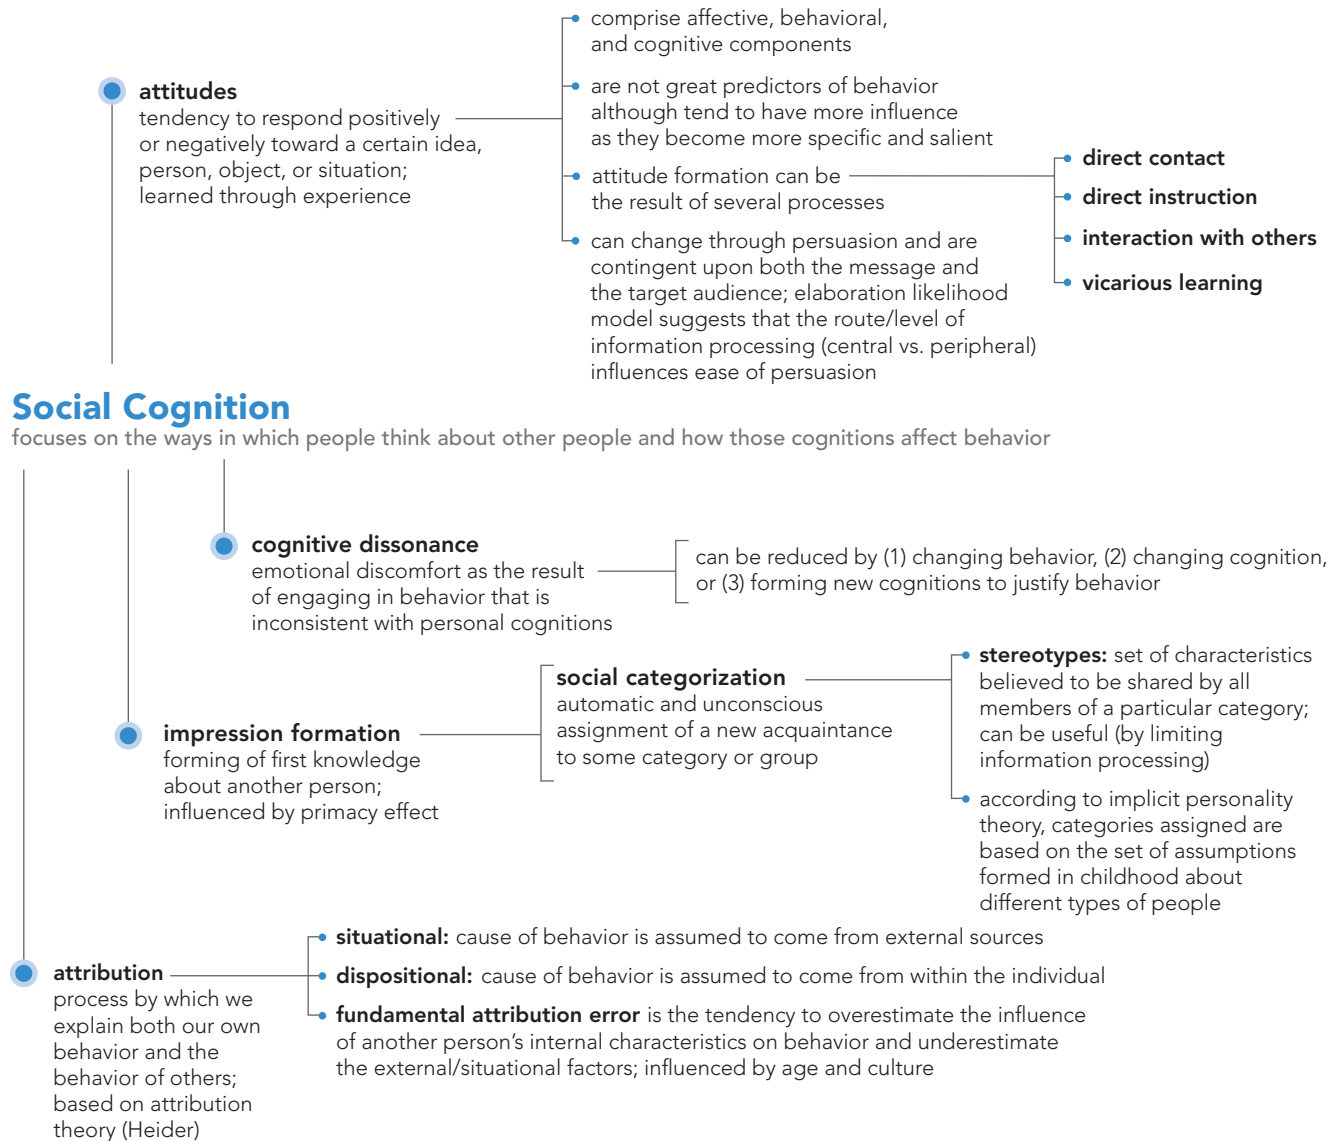 attitudes
tendency to respond positively
or negatively toward a certain idea,
person, object, or situation;
learned through experience
comprise affective, behavioral,
and cognitive components
are not great predictors of behavior
although tend to have more influence
as they become more specific and salient
attitude formation can be
the result of several processes
direct contact
direct instruction
interaction with others
vicarious learning
can change through persuasion and are
contingent upon both the message and
the target audience; elaboration likelihood
model suggests that the route/level of
information processing (central vs. peripheral)
influences ease of persuasion
Social Cognition
focuses on the ways in which people think about other people and how those cognitions affect behavior
cognitive dissonance
emotional discomfort as the result
of engaging in behavior that is
inconsistent with personal cognitions
can be reduced by (1) changing behavior, (2) changing cognition,
or (3) forming new cognitions to justify behavior
impression formation
forming of first knowledge
about another person;
influenced by primacy effect
social categorization
automatic and unconscious
assignment of a new acquaintance
to some category or group
stereotypes: set of characteristics
believed to be shared by all
members of a particular category;
can be useful (by limiting
information processing)
according to implicit personality
theory, categories assigned are
based on the set of assumptions
formed in childhood about
different types of people
attribution
process by which we
explain both our own
behavior and the
behavior of others;
based on attribution
theory (Heider)
situational: cause of behavior is assumed to come from external sources
dispositional: cause of behavior is assumed to come from within the individual
fundamental attribution error is the tendency to overestimate the influence
of another person's internal characteristics on behavior and underestimate
the external/situational factors; influenced by age and culture